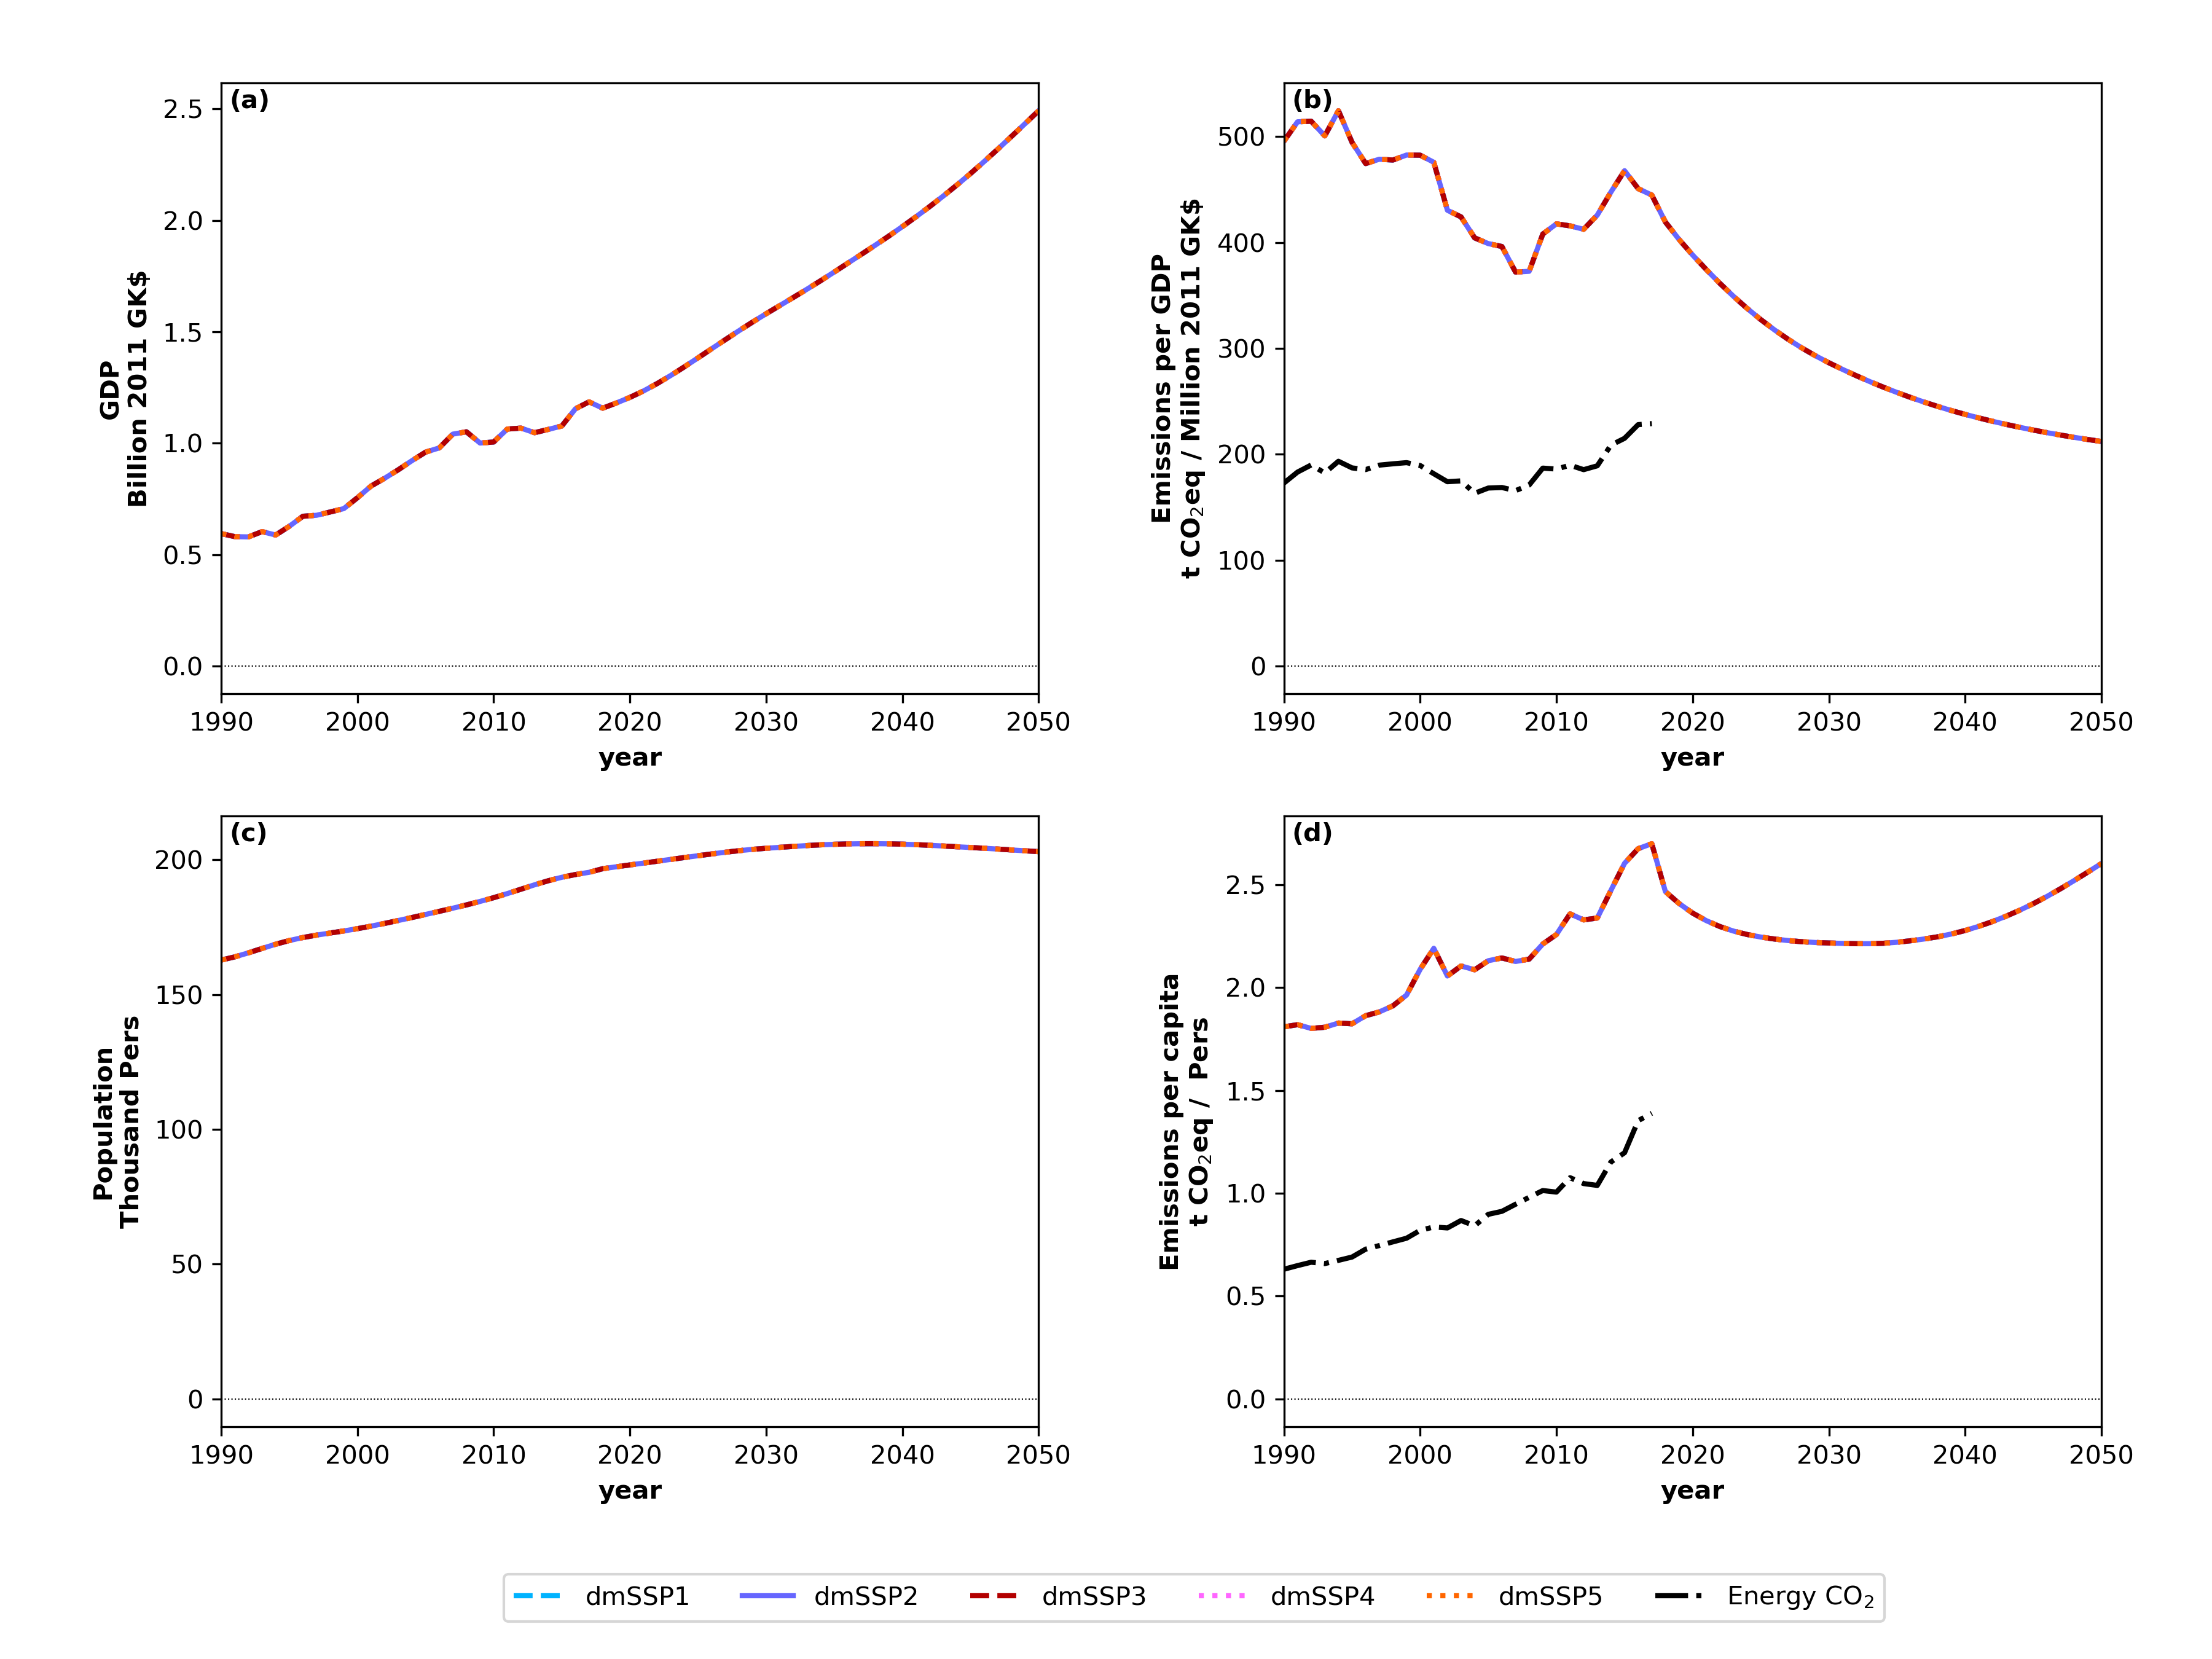 (a)
GDP
Billion 2011 GK$
2.5
2.0
1.5
1.0
0.5
0.0
1990 2000 2010 2020 2030 2040 2050
year
(b)
Emissions per GDP
t CO₂eq / Million 2011 GK$
500
400
300
200
100
0
1990 2000 2010 2020 2030 2040 2050
year
(c)
Population
Thousand Pers
200
150
100
50
0
1990 2000 2010 2020 2030 2040 2050
year
(d)
Emissions per capita
t CO₂eq / Pers
2.5
2.0
1.5
1.0
0.5
0.0
1990 2000 2010 2020 2030 2040 2050
year
dmSSP1 dmSSP2 dmSSP3 dmSSP4 dmSSP5 Energy CO₂